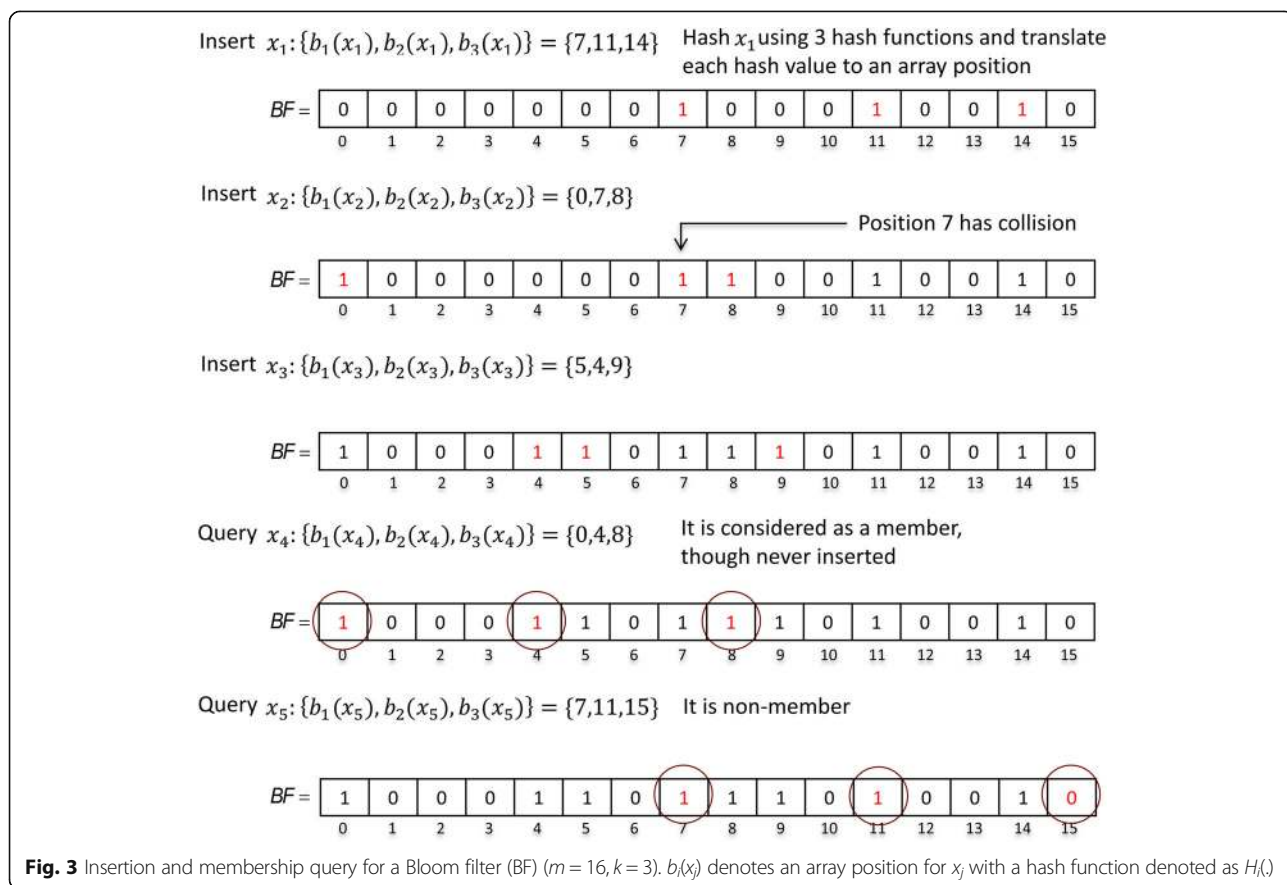 Insert x₁: {b₁(x₁), b₂(x₁), b₃(x₁)} = {7,11,14} Hash x₁ using 3 hash functions and translate
each hash value to an array position
BF = 0 0 0 0 0 0 0 1 0 0 0 1 0 0 1 0
0 1 2 3 4 5 6 7 8 9 10 11 12 13 14 15
Insert x₂: {b₁(x₂), b₂(x₂), b₃(x₂)} = {0,7,8}
Position 7 has collision
BF = 1 0 0 0 0 0 0 1 1 0 0 1 0 0 1 0
0 1 2 3 4 5 6 7 8 9 10 11 12 13 14 15
Insert x₃: {b₁(x₃), b₂(x₃), b₃(x₃)} = {5,4,9}
BF = 1 0 0 0 1 1 0 1 1 1 0 1 0 0 1 0
0 1 2 3 4 5 6 7 8 9 10 11 12 13 14 15
Query x₄: {b₁(x₄), b₂(x₄), b₃(x₄)} = {0,4,8} It is considered as a member,
though never inserted
BF = 1 0 0 0 1 1 0 1 1 1 0 1 0 0 1 0
0 1 2 3 4 5 6 7 8 9 10 11 12 13 14 15
Query x₅: {b₁(x₅), b₂(x₅), b₃(x₅)} = {7,11,15} It is non-member
BF = 1 0 0 0 1 1 0 1 1 1 0 1 0 0 1 0
0 1 2 3 4 5 6 7 8 9 10 11 12 13 14 15
Fig. 3 Insertion and membership query for a Bloom filter (BF) (m = 16, k = 3). bᵢ(xⱼ) denotes an array position for xⱼ with a hash function denoted as Hᵢ(.)